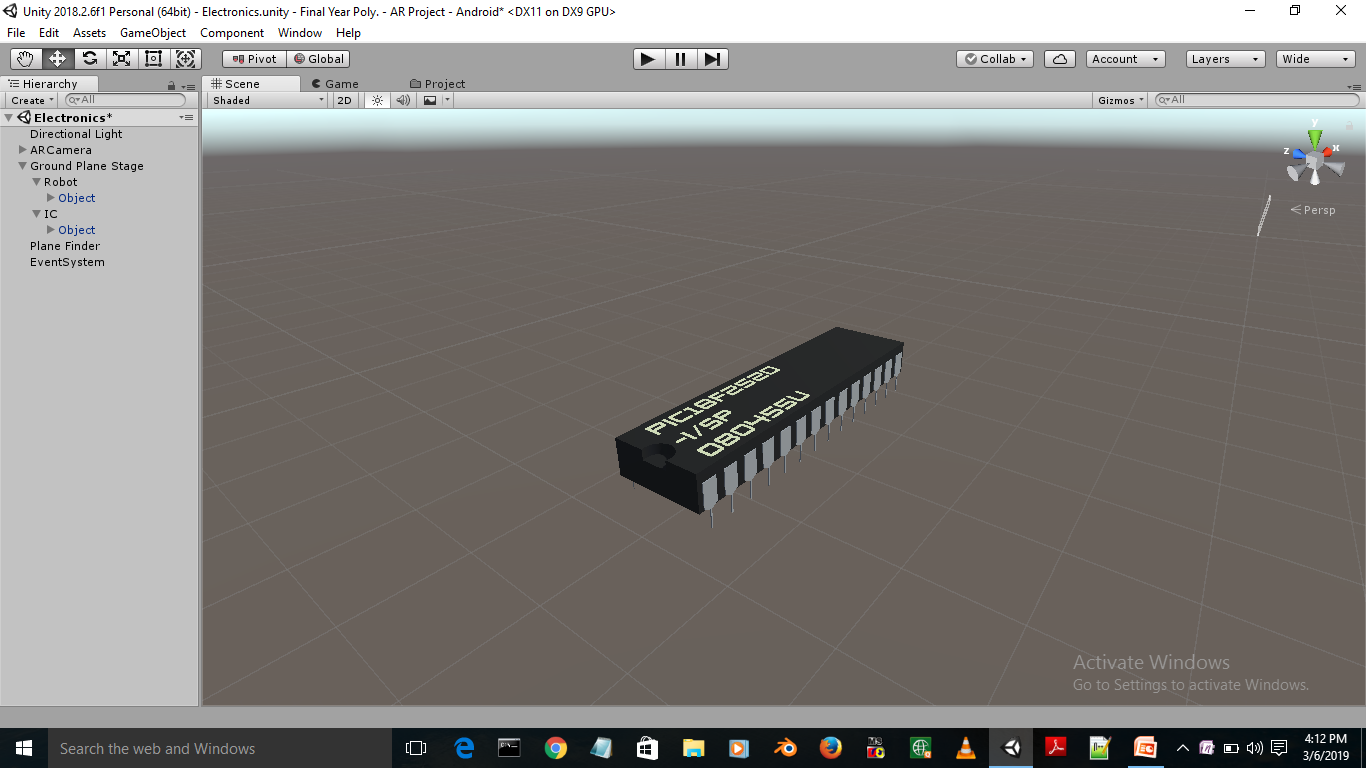 Unity 2018.2.6f1 Personal (64bit) - Electronics.unity - Final Year Poly. - AR Project - Android* <DX11 on DX9 GPU>
File Edit Assets GameObject Component Window Help
Pivot Global Collab Account Layers Wide
Hierarchy Scene Game Project
Create All Shaded 2D Gizmos All
Electronics*
Directional Light
ARCamera
Ground Plane Stage
Robot
Object
IC
Object
Plane Finder
EventSystem
y
z x
Persp
PIC18F2520
-I/SP
080455U
Activate Windows
Go to Settings to activate Windows.
Search the web and Windows
4:12 PM
3/6/2019